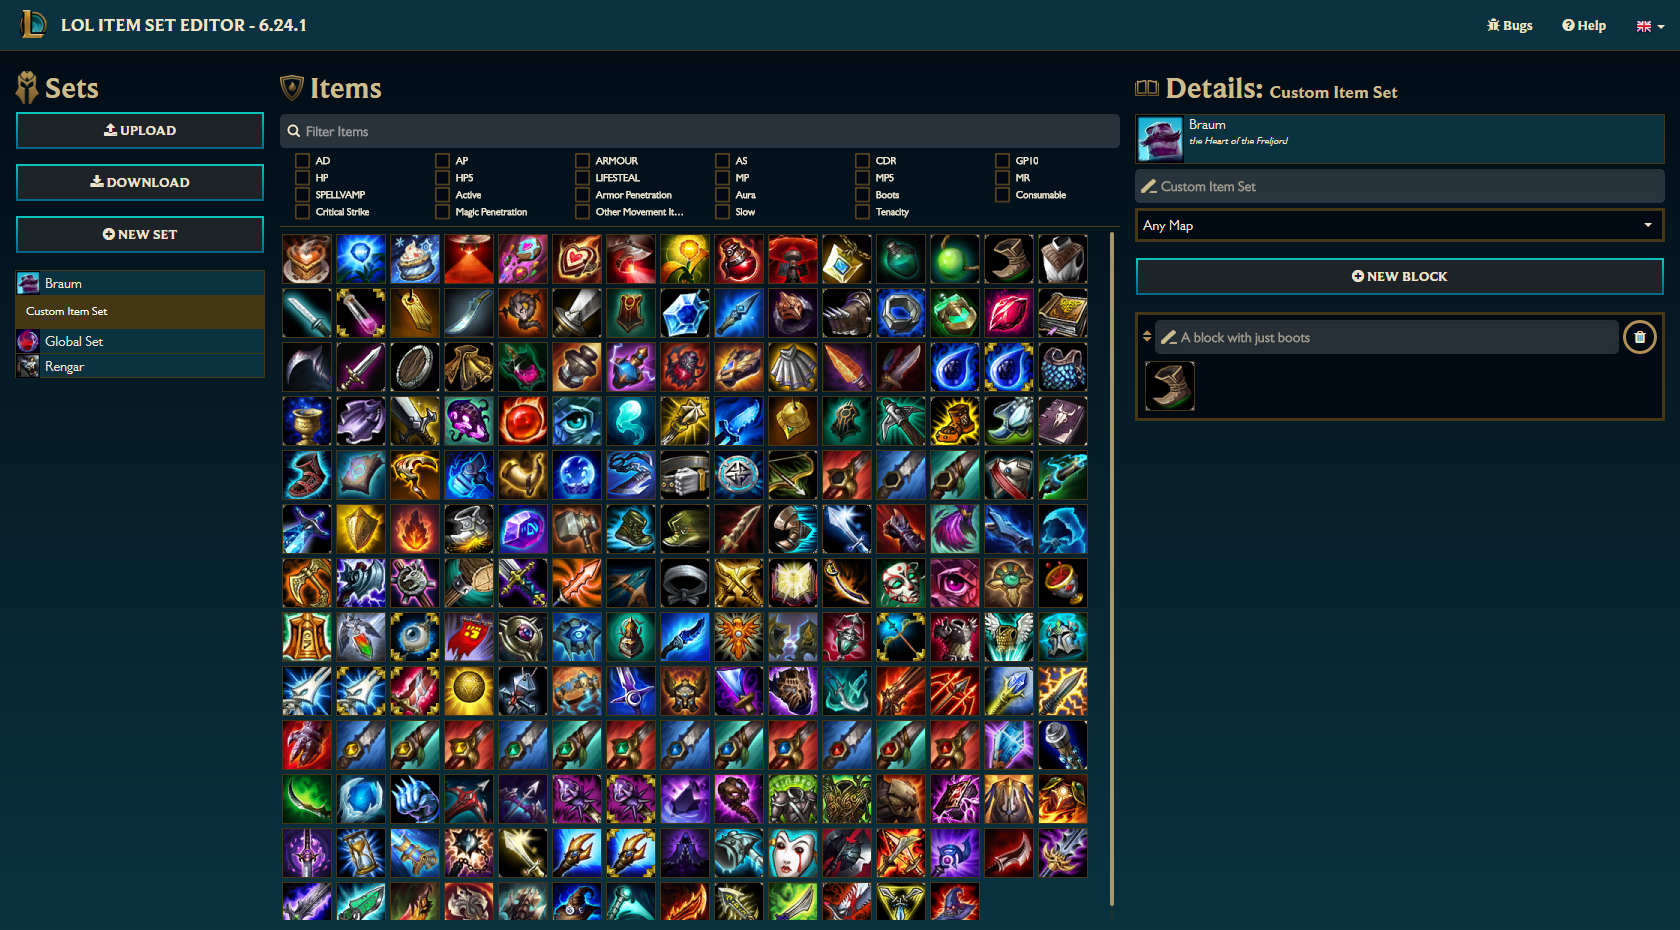 LOL ITEM SET EDITOR - 6.24.1
Bugs
Help
Sets
UPLOAD
DOWNLOAD
NEW SET
Braum
Custom Item Set
Global Set
Rengar
Items
Filter Items
AD
AP
ARMOUR
AS
CDR
GP10
HP
HP5
LIFESTEAL
MP
MP5
MR
SPELLVAMP
Active
Armor Penetration
Aura
Boots
Consumable
Critical Strike
Magic Penetration
Other Movement It...
Slow
Tenacity
Details: Custom Item Set
Braum
the Heart of the Freljord
Custom Item Set
Any Map
NEW BLOCK
A block with just boots